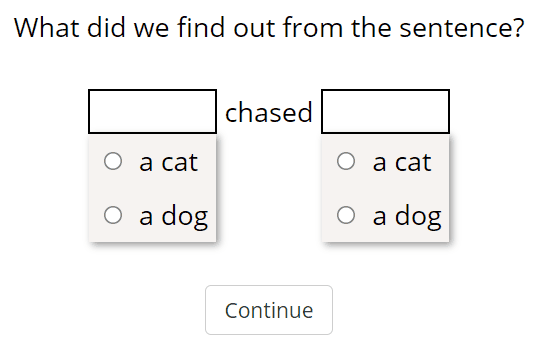 What did we find out from the sentence?
chased
a cat a cat
a dog a dog
Continue